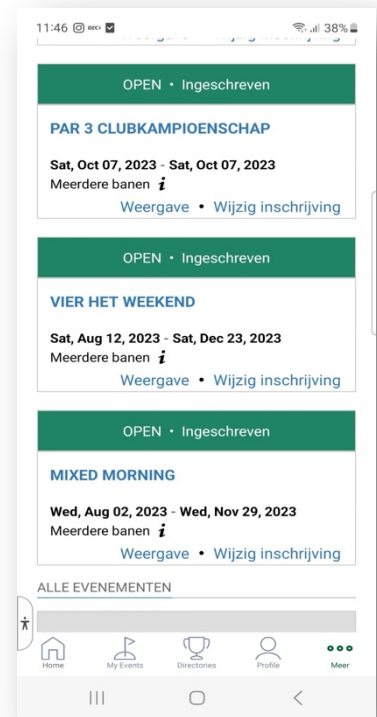 11:46 38%
OPEN • Ingeschreven
PAR 3 CLUBKAMPIOENSCHAP
Sat, Oct 07, 2023 - Sat, Oct 07, 2023
Meerdere banen i
Weergave • Wijzig inschrijving
OPEN • Ingeschreven
VIER HET WEEKEND
Sat, Aug 12, 2023 - Sat, Dec 23, 2023
Meerdere banen i
Weergave • Wijzig inschrijving
OPEN • Ingeschreven
MIXED MORNING
Wed, Aug 02, 2023 - Wed, Nov 29, 2023
Meerdere banen i
Weergave • Wijzig inschrijving
ALLE EVENEMENTEN
Home My Events Directories Profile Meer